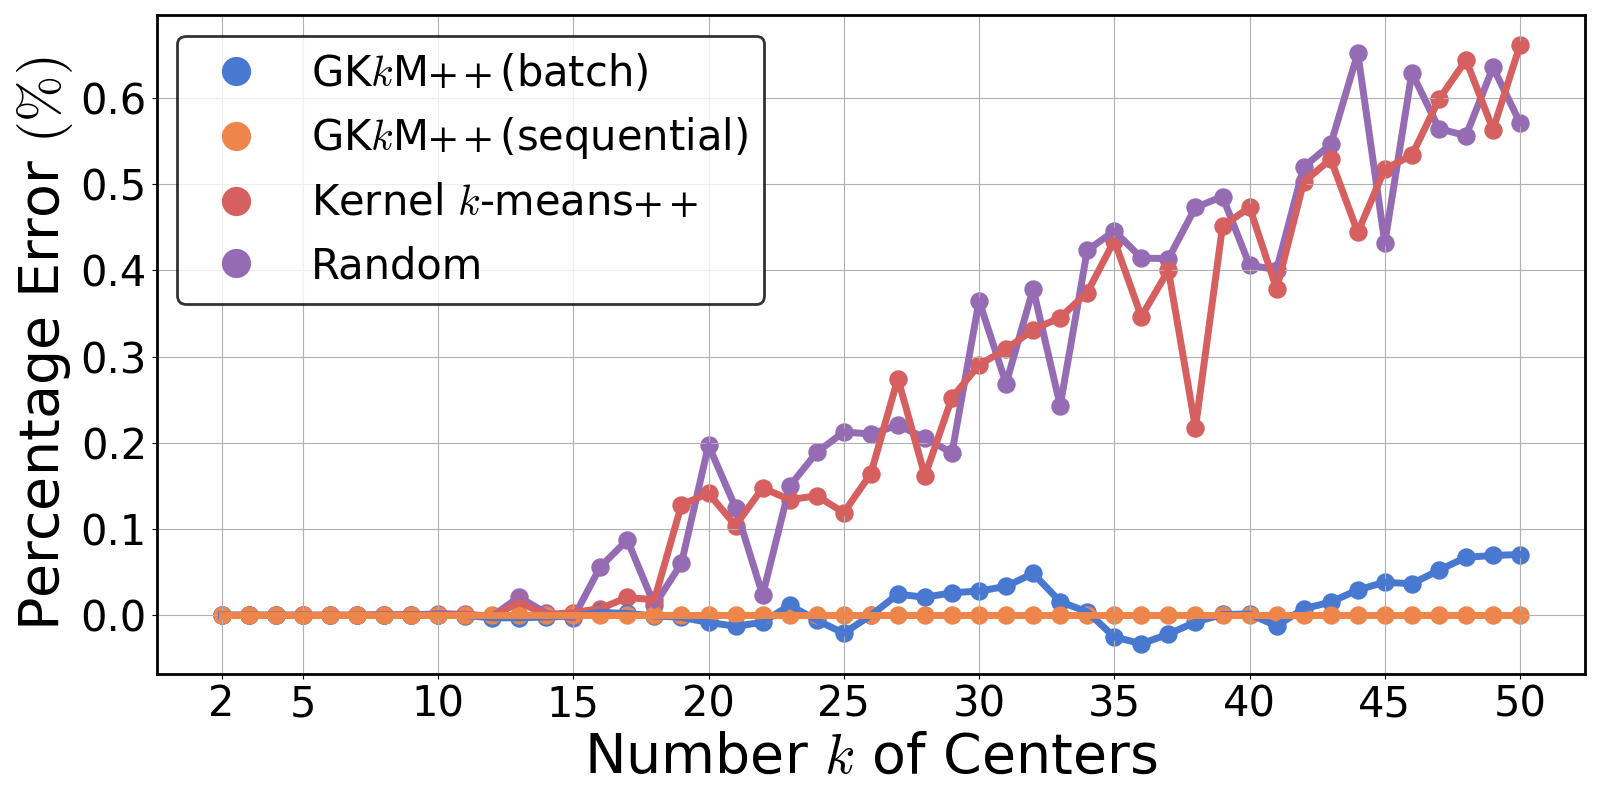 GKkM++(batch)
GKkM++(sequential)
Kernel k-means++
Random
Percentage Error (%)
0.6
0.5
0.4
0.3
0.2
0.1
0.0
2 5 10 15 20 25 30 35 40 45 50
Number k of Centers